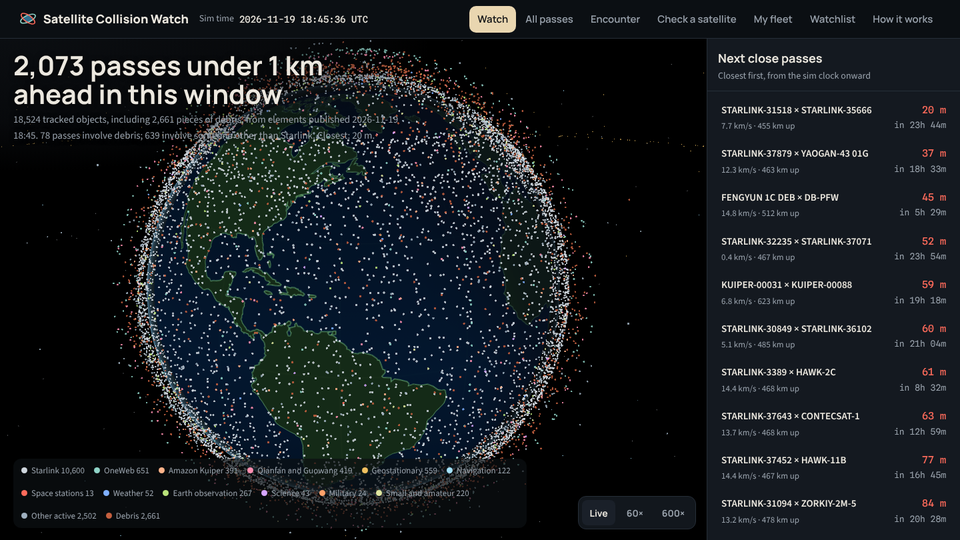 Satellite Collision Watch
Sim time 2026-11-19 18:45:36 UTC
Watch
All passes
Encounter
Check a satellite
My fleet
Watchlist
How it works
2,073 passes under 1 km
ahead in this window
18,524 tracked objects, including 2,661 pieces of debris, from elements published 2026-11-19
18:45. 78 passes involve debris; 639 involve something other than Starlink. Closest: 20 m.
Next close passes
Closest first, from the sim clock onward
STARLINK-31518 × STARLINK-35666 20 m
7.7 km/s · 455 km up in 23h 44m
STARLINK-37879 × YAOGAN-43 01G 37 m
12.3 km/s · 463 km up in 18h 33m
FENGYUN 1C DEB × DB-PFW 45 m
14.8 km/s · 512 km up in 5h 29m
STARLINK-32235 × STARLINK-37071 52 m
0.4 km/s · 467 km up in 23h 54m
KUIPER-00031 × KUIPER-00088 59 m
6.8 km/s · 623 km up in 19h 18m
STARLINK-30849 × STARLINK-36102 60 m
5.1 km/s · 485 km up in 21h 04m
STARLINK-3389 × HAWK-2C 61 m
14.4 km/s · 468 km up in 8h 32m
STARLINK-37643 × CONTECSAT-1 63 m
13.7 km/s · 468 km up in 12h 59m
STARLINK-37452 × HAWK-11B 77 m
14.4 km/s · 467 km up in 16h 45m
STARLINK-31094 × ZORKIY-2M-5 84 m
13.2 km/s · 478 km up in 20h 28m
Starlink 10,600 OneWeb 651 Amazon Kuiper 391 Qianfan and Guowang 419 Geostationary 559 Navigation 122
Space stations 13 Weather 52 Earth observation 267 Science 43 Military 24 Small and amateur 220
Other active 2,502 Debris 2,661
Live
60×
600×